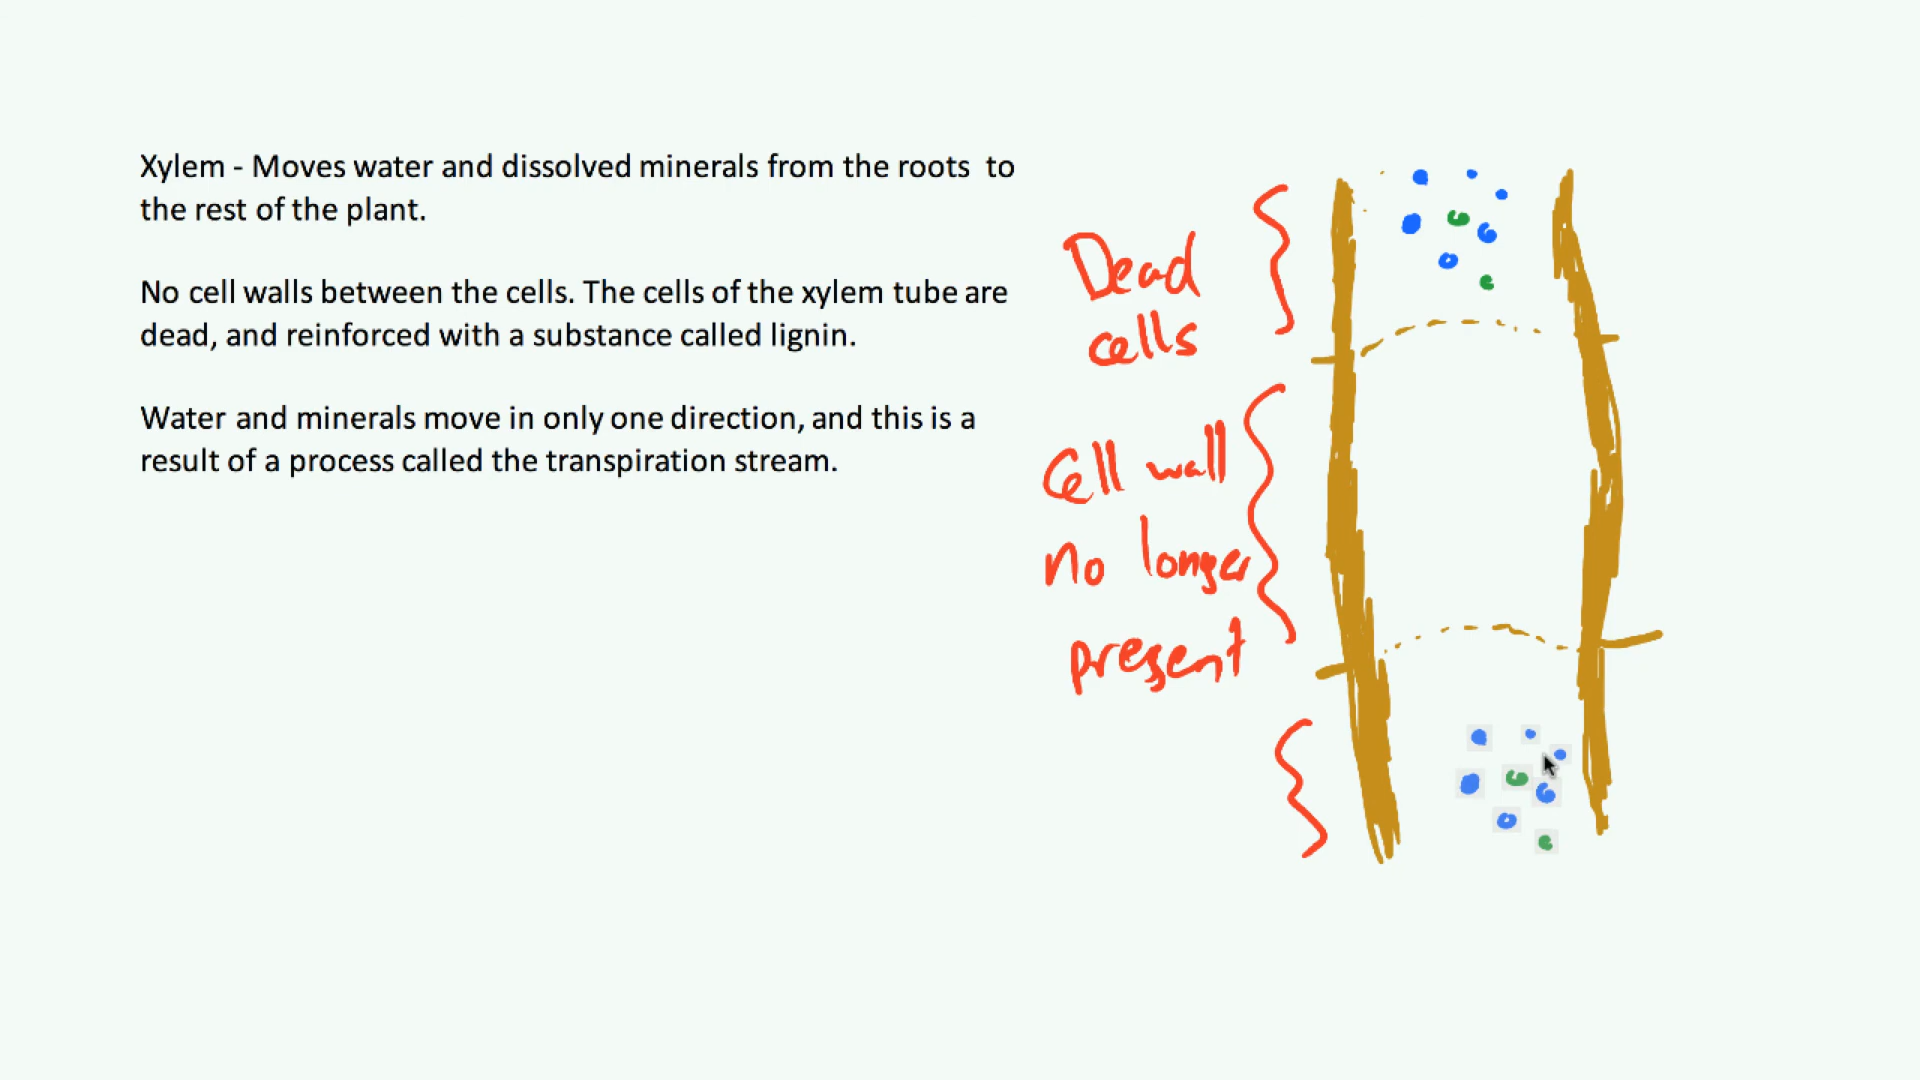 Xylem - Moves water and dissolved minerals from the roots  to
the rest of the plant.
No cell walls between the cells. The cells of the xylem tube are
dead, and reinforced with a substance called lignin.
Water and minerals move in only one direction, and this is a
result of a process called the transpiration stream.
Dead
cells
Cell wall
no longer
present